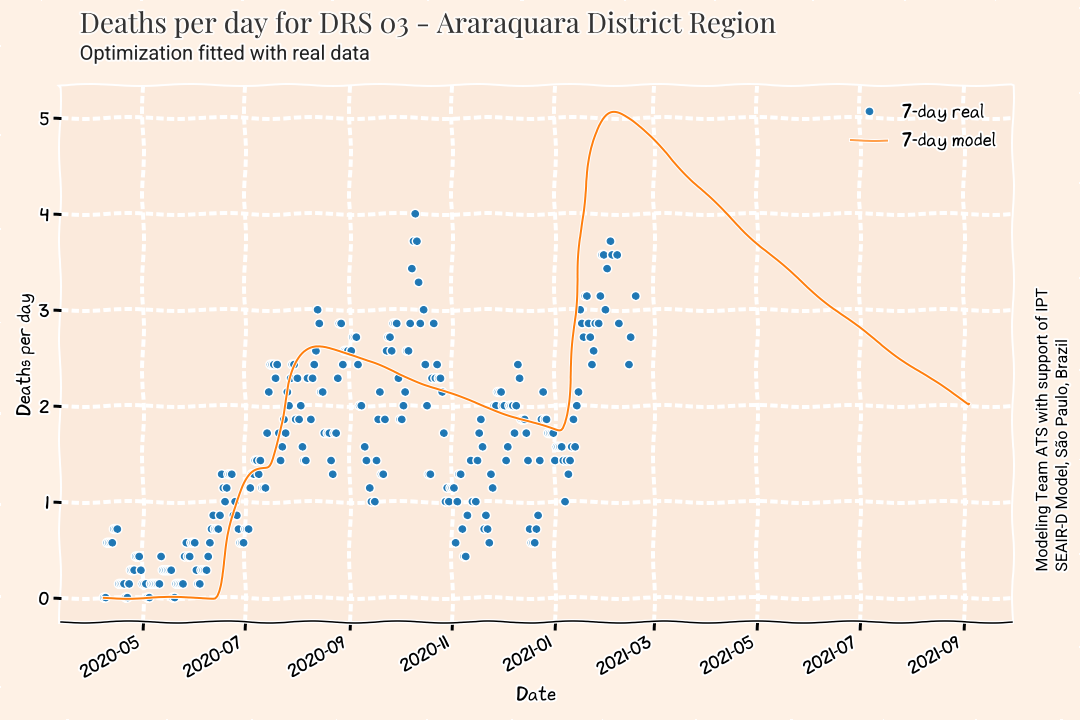 Deaths per day for DRS 03 - Araraquara District Region
Optimization fitted with real data
7-day real
7-day model
5
4
3
2
1
0
Deaths per day
2020-05
2020-07
2020-09
2020-11
2021-01
2021-03
2021-05
2021-07
2021-09
Date
Modeling Team ATS with support of IPT
SEAIR-D Model, São Paulo, Brazil